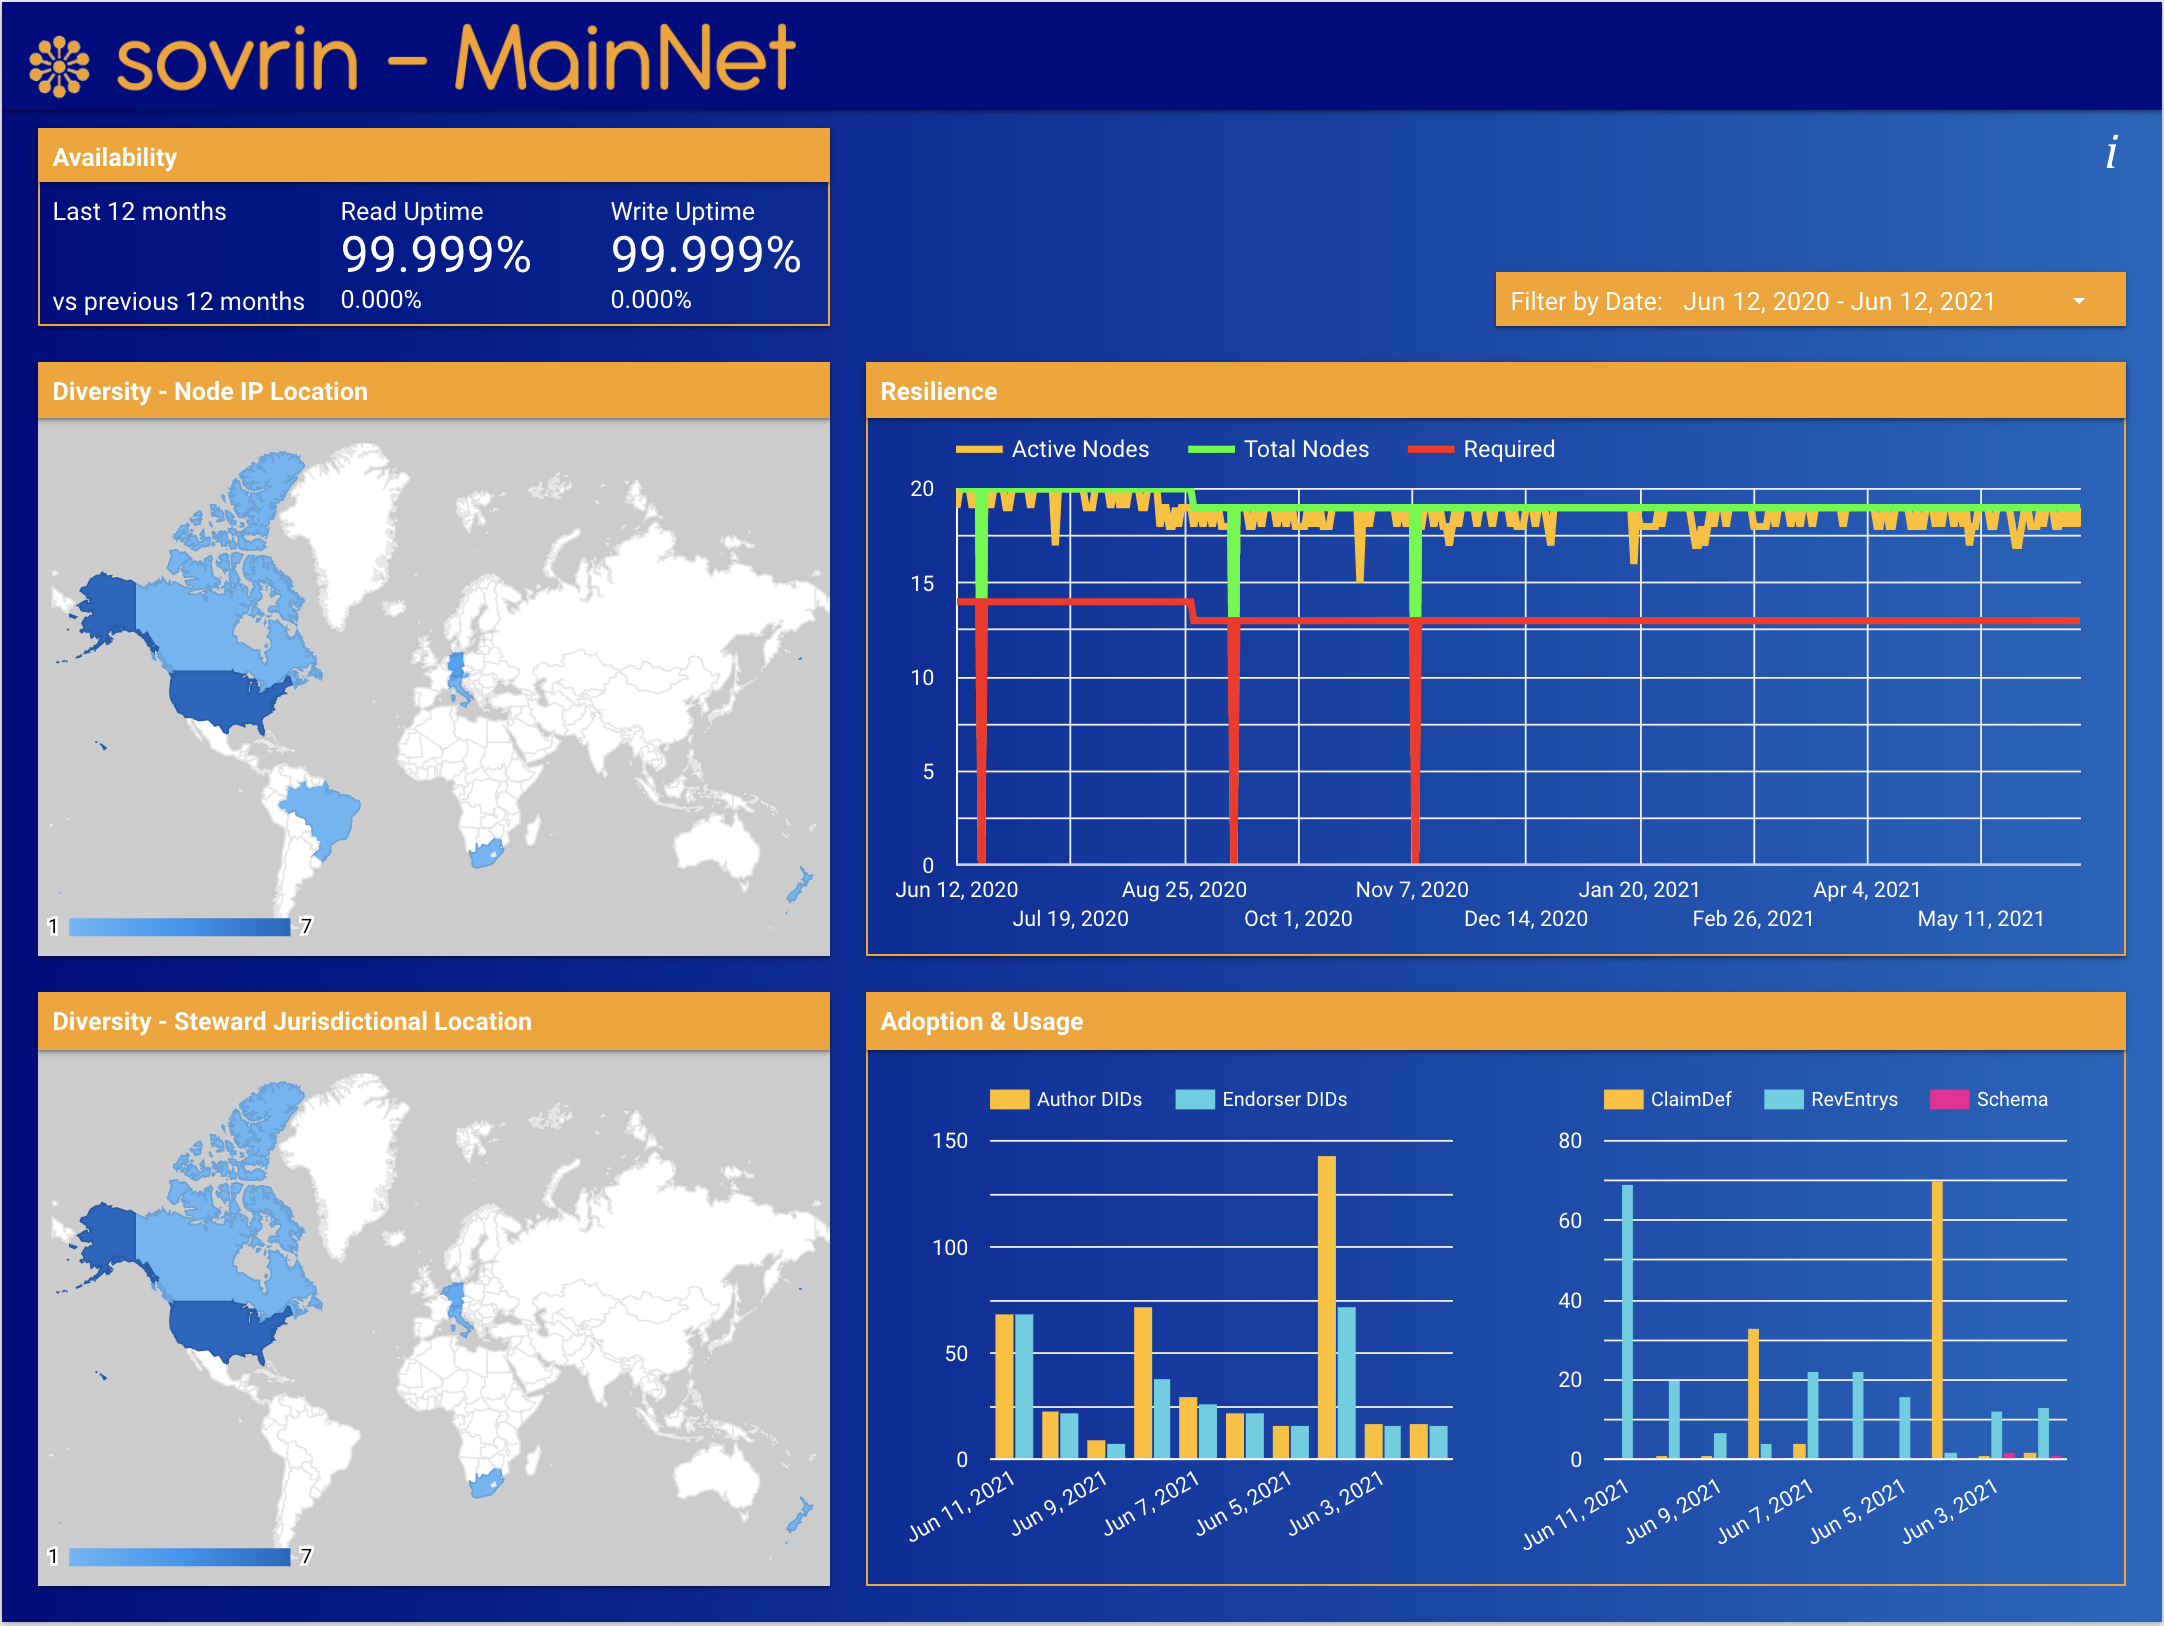 sovrin – MainNet
Availability
i
Last 12 months
Read Uptime
Write Uptime
99.999%
99.999%
vs previous 12 months
0.000%
0.000%
Filter by Date: Jun 12, 2020 - Jun 12, 2021
Diversity - Node IP Location
1
7
Resilience
Active Nodes
Total Nodes
Required
20
15
10
5
0
Jun 12, 2020
Jul 19, 2020
Aug 25, 2020
Oct 1, 2020
Nov 7, 2020
Dec 14, 2020
Jan 20, 2021
Feb 26, 2021
Apr 4, 2021
May 11, 2021
Diversity - Steward Jurisdictional Location
1
7
Adoption & Usage
Author DIDs
Endorser DIDs
150
100
50
0
Jun 11, 2021
Jun 9, 2021
Jun 7, 2021
Jun 5, 2021
Jun 3, 2021
ClaimDef
RevEntrys
Schema
80
60
40
20
0
Jun 11, 2021
Jun 9, 2021
Jun 7, 2021
Jun 5, 2021
Jun 3, 2021